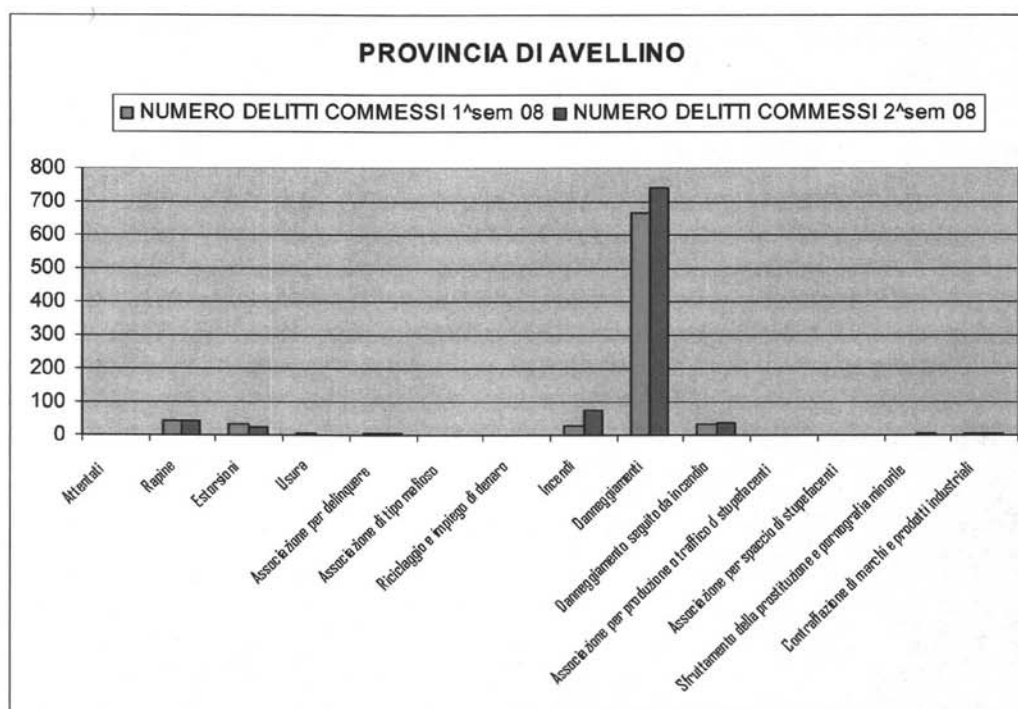 PROVINCIA DI AVELLINO
NUMERO DELITTI COMMESSI 1^sem 08 NUMERO DELITTI COMMESSI 2^sem 08
800
700
600
500
400
300
200
100
0
Attentati
Rapine
Estorsioni
Usura
Associazione per delinquere
Associazione di tipo mafioso
Riciclaggio e impiego di denaro
Incendi
Danneggiamenti
Danneggiamento seguito da incendio
Associazione per produzione o traffico di stupefacenti
Associazione per spaccio di stupefacenti
Sfruttamento della prostituzione e pornografia minorile
Contraffazione di marchi e prodotti industriali